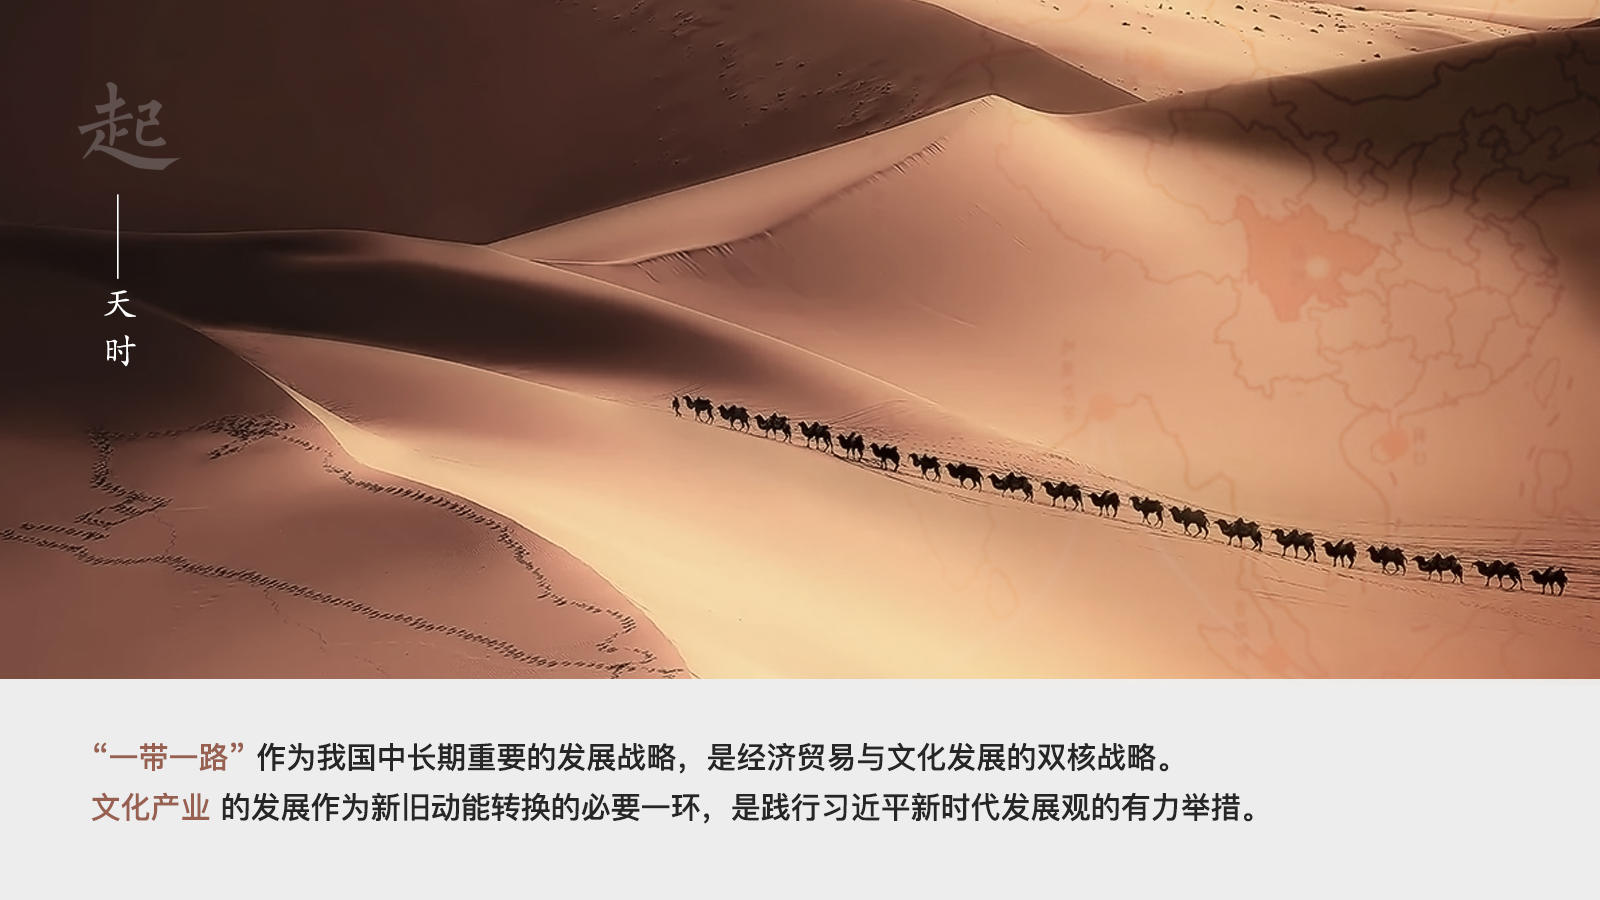 起
天时
“一带一路” 作为我国中长期重要的发展战略，是经济贸易与文化发展的双核战略。
文化产业 的发展作为新旧动能转换的必要一环，是践行习近平新时代发展观的有力举措。